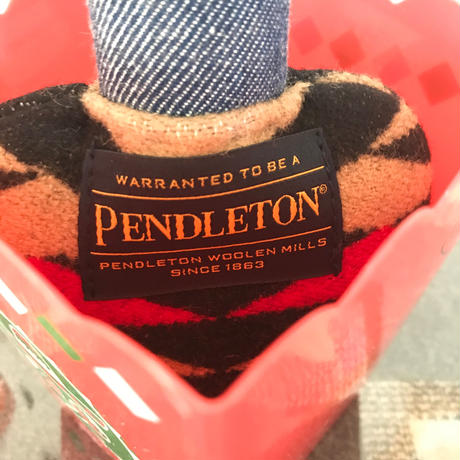 WARRANTED TO BE A
PENDLETON®
PENDLETON WOOLEN MILLS
SINCE 1863